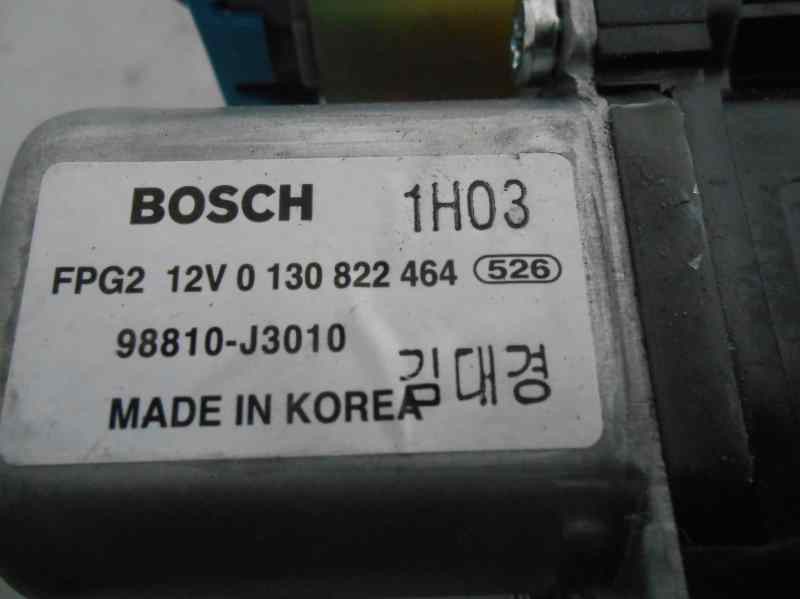 BOSCH 1H03
FPG2 12V 0 130 822 464 526
98810-J3010
MADE IN KOREA 김대경